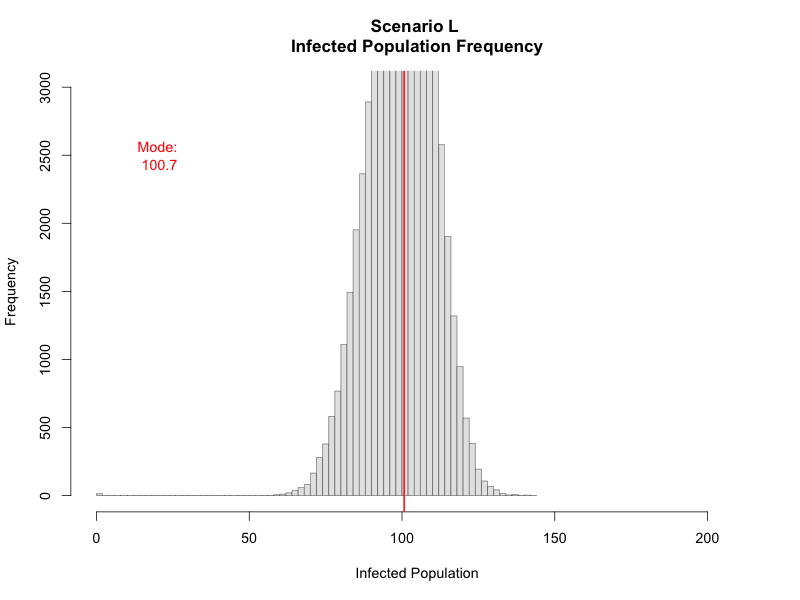 Scenario L
Infected Population Frequency
3000
2500
2000
1500
1000
500
0
Frequency
Mode:
100.7
0 50 100 150 200
Infected Population